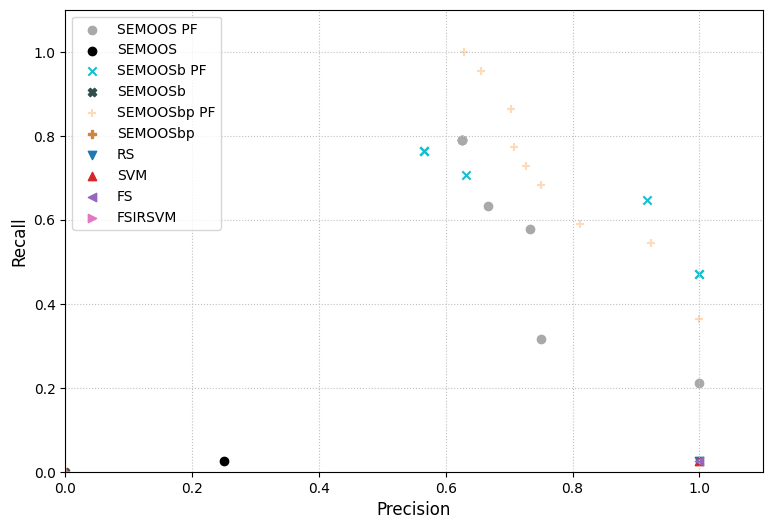 SEMOOS PF
SEMOOS
SEMOOSb PF
SEMOOSb
SEMOOSbp PF
SEMOOSbp
RS
SVM
FS
FSIRSVM
Recall
1.0
0.8
0.6
0.4
0.2
0.0
0.0 0.2 0.4 0.6 0.8 1.0
Precision